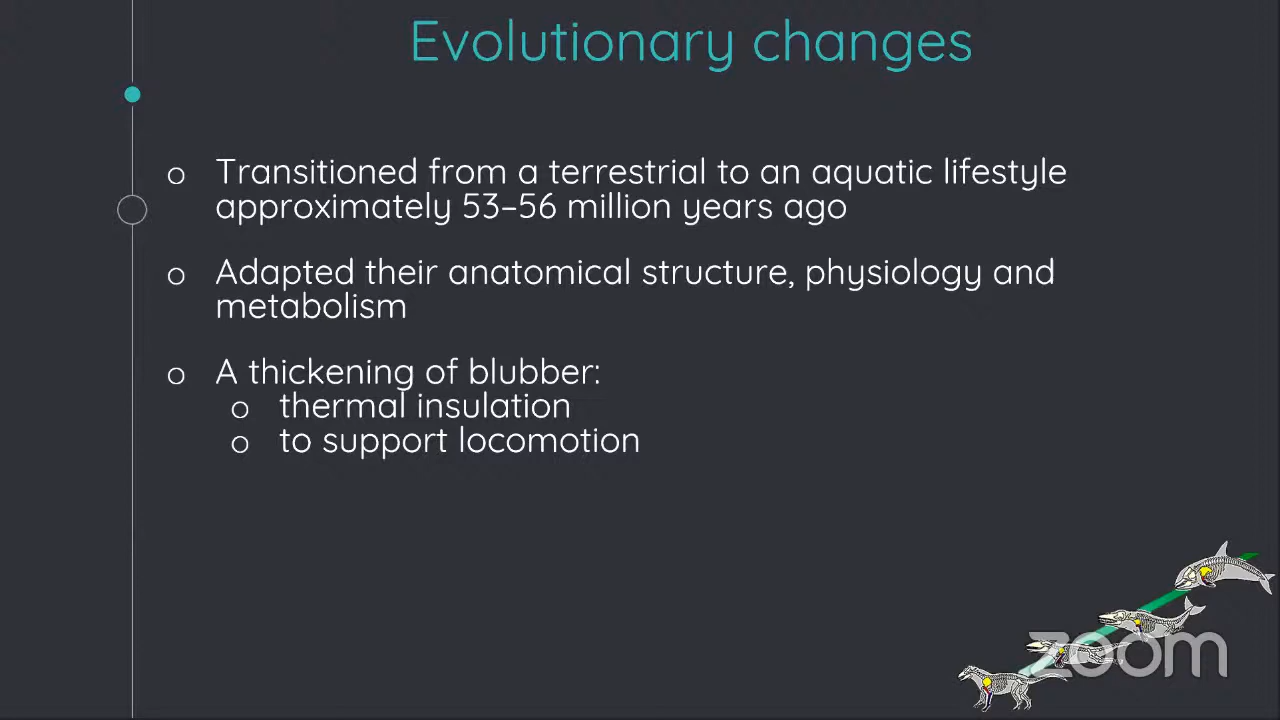 Evolutionary changes
o Transitioned from a terrestrial to an aquatic lifestyle
approximately 53–56 million years ago
o Adapted their anatomical structure, physiology and
metabolism
o A thickening of blubber:
o thermal insulation
o to support locomotion
zoom